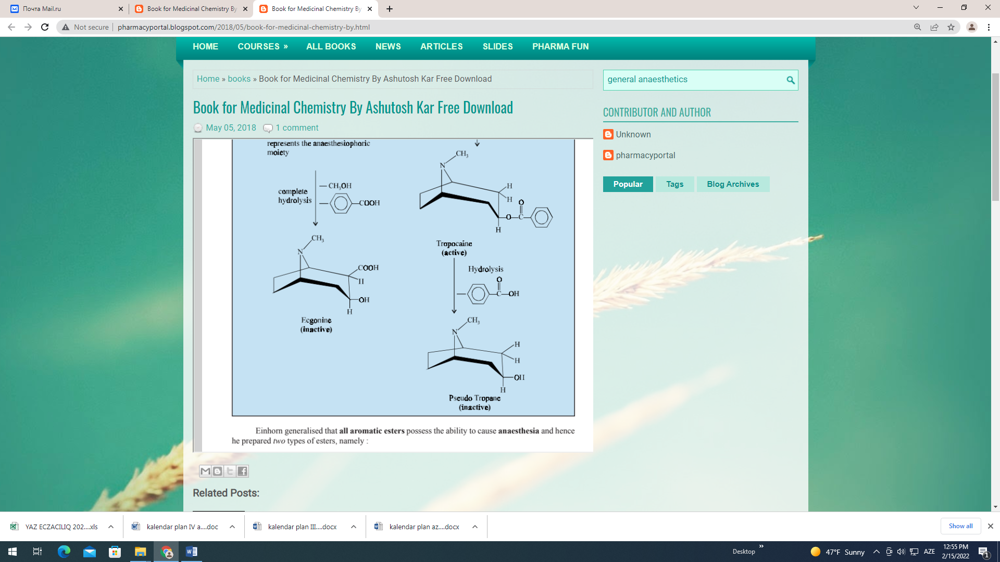 Почта Mail.ru
Book for Medicinal Chemistry By
Book for Medicinal Chemistry By
Not secure
pharmacyportal.blogspot.com/2018/05/book-for-medicinal-chemistry-by.html
HOME COURSES » ALL BOOKS NEWS ARTICLES SLIDES PHARMA FUN
Home » books » Book for Medicinal Chemistry By Ashutosh Kar Free Download
Book for Medicinal Chemistry By Ashutosh Kar Free Download
May 05, 2018 1 comment
represents the anaesthesiophoric
moiety
complete
hydrolysis
CH₃OH
COOH
CH₃
N
COOH
H
OH
H
Ecgonine
(inactive)
CH₃
N
H
H
O
O
C
H
Tropocaine
(active)
Hydrolysis
O
C
OH
CH₃
N
H
H
OH
H
Pseudo Tropane
(inactive)
Einhorn generalised that all aromatic esters possess the ability to cause anaesthesia and hence
he prepared two types of esters, namely :
Related Posts:
general anaesthetics
CONTRIBUTOR AND AUTHOR
Unknown
pharmacyportal
Popular Tags Blog Archives
YAZ ECZACILIQ 202....xls
kalendar plan IV a....doc
kalendar plan III....docx
kalendar plan az....docx
Show all
Desktop
47°F Sunny
AZE
12:55 PM
2/15/2022
1